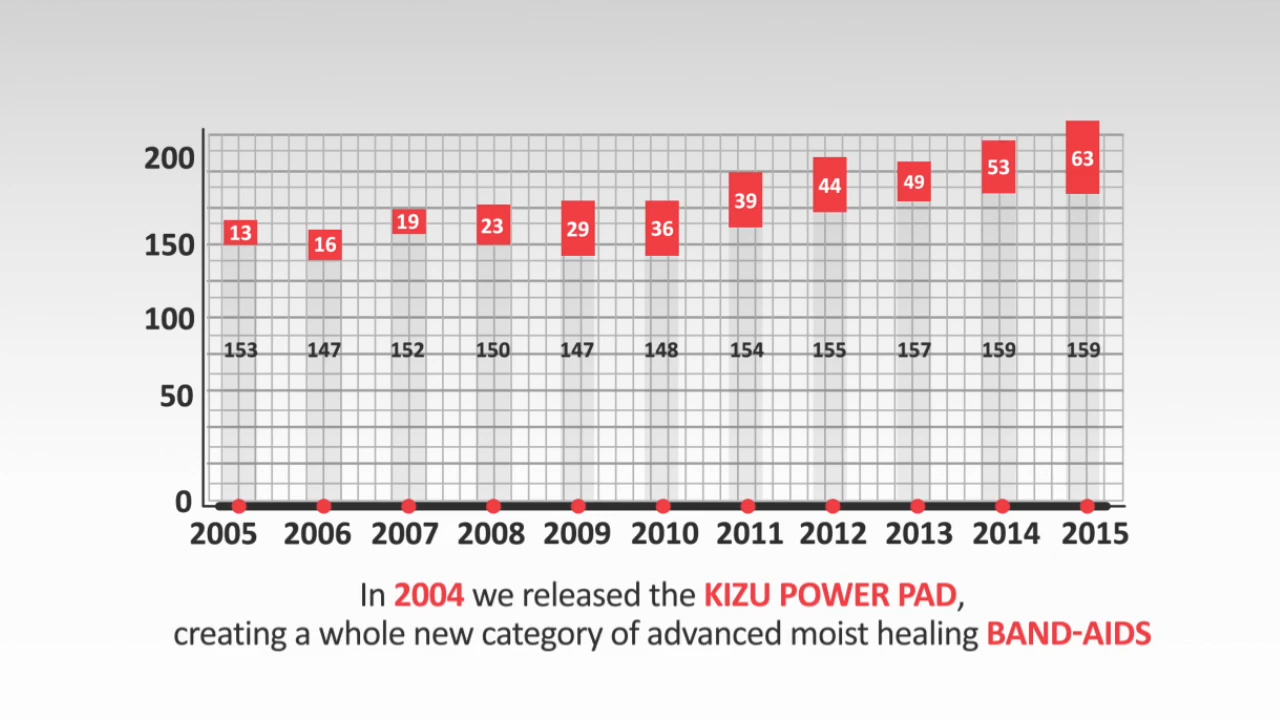 200
150
100
50
0
13 16 19 23 29 36 39 44 49 53 63
153 147 152 150 147 148 154 155 157 159 159
2005 2006 2007 2008 2009 2010 2011 2012 2013 2014 2015
In 2004 we released the KIZU POWER PAD,
creating a whole new category of advanced moist healing BAND-AIDS